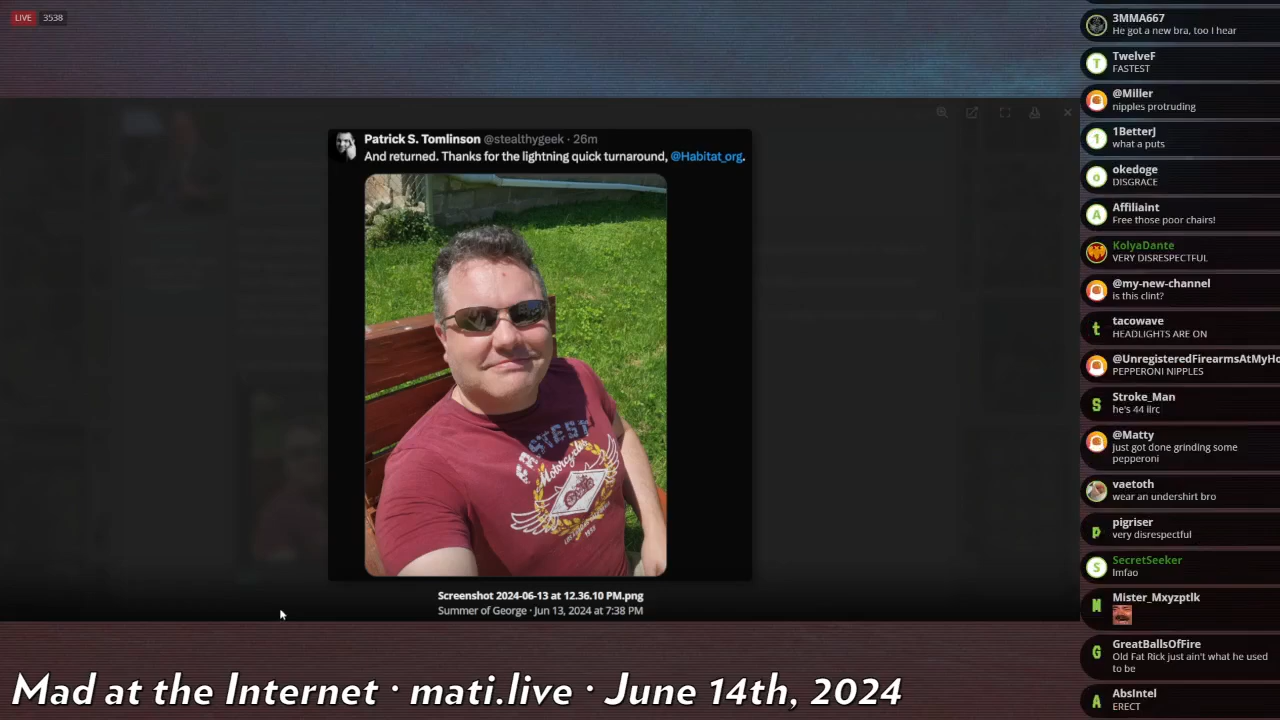 LIVE 3538
Patrick S. Tomlinson @stealthygeek · 26m
And returned. Thanks for the lightning quick turnaround, @Habitat_org.
FASTEST
Motorcycles
1955
Screenshot 2024-06-13 at 12.36.10 PM.png
Summer of George · Jun 13, 2024 at 7:38 PM
Mad at the Internet · mati.live · June 14th, 2024
3MMA667
He got a new bra, too I hear
TwelveF
FASTEST
@Miller
nipples protruding
1BetterJ
what a puts
okedoge
DISGRACE
Affiliaint
Free those poor chairs!
KolyaDante
VERY DISRESPECTFUL
@my-new-channel
is this clint?
tacowave
HEADLIGHTS ARE ON
@UnregisteredFirearmsAtMyHo
PEPPERONI NIPPLES
Stroke_Man
he's 44 iirc
@Matty
just got done grinding some
pepperoni
vaetoth
wear an undershirt bro
pigriser
very disrespectful
SecretSeeker
lmfao
Mister_Mxyzptlk
GreatBallsOfFire
Old Fat Rick just ain't what he used
to be
AbsIntel
ERECT